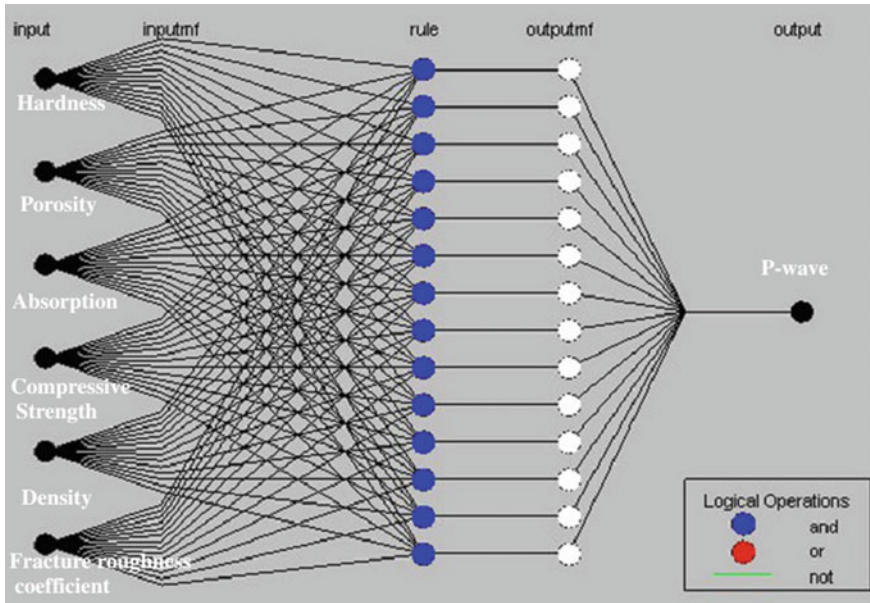 input inputmf rule outputmf output
Hardness
Porosity
Absorption
P-wave
Compressive
Strength
Density
Fracture roughness
coefficient
Logical Operations
and
or
not